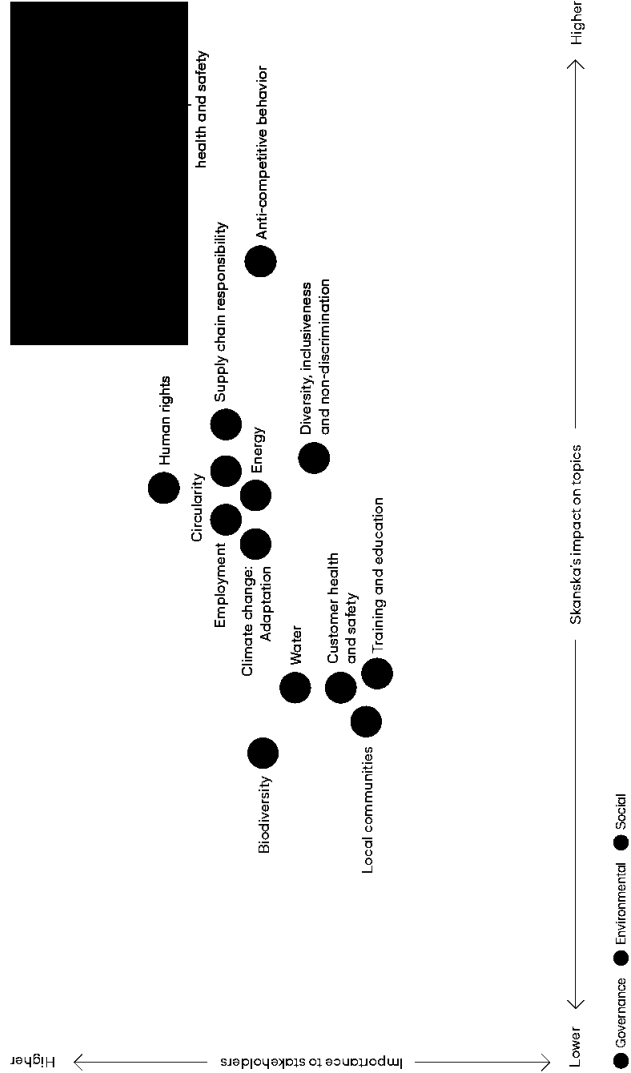 health and safety
Anti-competitive behavior
Supply chain responsibility
Human rights
Diversity, inclusiveness
and non-discrimination
Energy
Circularity
Employment
Climate change:
Adaptation
Customer health
and safety
Training and education
Water
Biodiversity
Local communities
Higher
Importance to stakeholders
Lower
Skanska's impact on topics
Higher
Governance
Environmental
Social